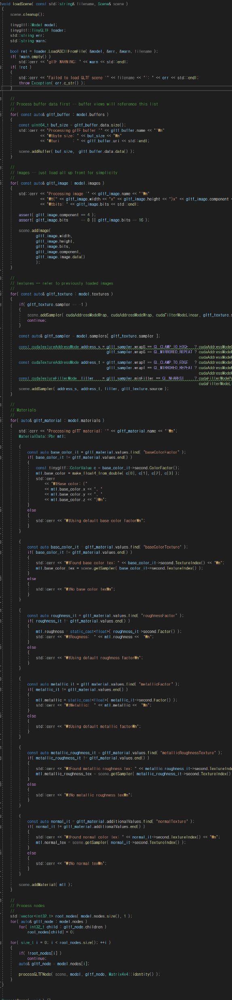 void loadScene( const std::string& filename, Scene& scene )
{
scene.cleanup();
tinygltf::Model model;
tinygltf::TinyGLTF loader;
std::string err;
std::string warn;
bool ret = loader.LoadASCIIFromFile( &model, &err, &warn, filename );
if( !warn.empty() )
std::cerr << "glTF WARNING: " << warn << std::endl;
if( !ret )
{
std::cerr << "Failed to load GLTF scene '" << filename << "': " << err << std::endl;
throw Exception( err.c_str() );
}
//
// Process buffer data first -- buffer views will reference this list
//
for( const auto& gltf_buffer : model.buffers )
{
const uint64_t buf_size = gltf_buffer.data.size();
std::cerr << "Processing glTF buffer '" << gltf_buffer.name << "'₩n"
<< "₩tbyte size: " << buf_size << "₩n"
<< "₩turi      : " << gltf_buffer.uri << std::endl;
scene.addBuffer( buf_size,  gltf_buffer.data.data() );
}
//
// Images -- just load all up front for simplicity
//
for( const auto& gltf_image : model.images )
{
std::cerr << "Processing image '" << gltf_image.name << "'₩n"
<< "₩t(" << gltf_image.width << "x" << gltf_image.height << ")x" << gltf_image.component <
<< "₩tbits: " << gltf_image.bits << std::endl;
assert( gltf_image.component == 4 );
assert( gltf_image.bits      == 8 || gltf_image.bits == 16 );
scene.addImage(
gltf_image.width,
gltf_image.height,
gltf_image.bits,
gltf_image.component,
gltf_image.image.data()
);
}
//
// Textures -- refer to previously loaded images
//
for( const auto& gltf_texture : model.textures )
{
if( gltf_texture.sampler == -1 )
{
scene.addSampler( cudaAddressModeWrap, cudaAddressModeWrap, cudaFilterModeLinear, gltf_texture.s
continue;
}
const auto& gltf_sampler = model.samplers[ gltf_texture.sampler ];
const cudaTextureAddressMode address_s = gltf_sampler.wrapS == GL_CLAMP_TO_EDGE   ? cudaAddressModeC
gltf_sampler.wrapS == GL_MIRRORED_REPEAT ? cudaAddressModeM
cudaAddressModeW
const cudaTextureAddressMode address_t = gltf_sampler.wrapT == GL_CLAMP_TO_EDGE   ? cudaAddressModeC
gltf_sampler.wrapT == GL_MIRRORED_REPEAT ? cudaAddressModeM
cudaAddressModeW
const cudaTextureFilterMode  filter    = gltf_sampler.minFilter == GL_NEAREST     ? cudaFilterModePo
cudaFilterModeLi
scene.addSampler( address_s, address_t, filter, gltf_texture.source );
}
//
// Materials
//
for( auto& gltf_material : model.materials )
{
std::cerr << "Processing glTF material: '" << gltf_material.name << "'₩n";
MaterialData::Pbr mtl;
{
const auto base_color_it = gltf_material.values.find( "baseColorFactor" );
if( base_color_it != gltf_material.values.end() )
{
const tinygltf::ColorValue c = base_color_it->second.ColorFactor();
mtl.base_color = make_float4_from_double( c[0], c[1], c[2], c[3] );
std::cerr
<< "₩tBase color: ("
<< mtl.base_color.x << ", "
<< mtl.base_color.y << ", "
<< mtl.base_color.z << ")₩n";
}
else
{
std::cerr << "₩tUsing default base color factor₩n";
}
}
{
const auto base_color_it = gltf_material.values.find( "baseColorTexture" );
if( base_color_it != gltf_material.values.end() )
{
std::cerr << "₩tFound base color tex: " << base_color_it->second.TextureIndex() << "₩n";
mtl.base_color_tex = scene.getSampler( base_color_it->second.TextureIndex() );
}
else
{
std::cerr << "₩tNo base color tex₩n";
}
}
{
const auto roughness_it = gltf_material.values.find( "roughnessFactor" );
if( roughness_it != gltf_material.values.end() )
{
mtl.roughness = static_cast<float>( roughness_it->second.Factor() );
std::cerr << "₩tRougness:  " << mtl.roughness <<  "₩n";
}
else
{
std::cerr << "₩tUsing default roughness factor₩n";
}
}
{
const auto metallic_it = gltf_material.values.find( "metallicFactor" );
if( metallic_it != gltf_material.values.end() )
{
mtl.metallic = static_cast<float>( metallic_it->second.Factor() );
std::cerr << "₩tMetallic:  " << mtl.metallic <<  "₩n";
}
else
{
std::cerr << "₩tUsing default metallic factor₩n";
}
}
{
const auto metallic_roughness_it = gltf_material.values.find( "metallicRoughnessTexture" );
if( metallic_roughness_it != gltf_material.values.end() )
{
std::cerr << "₩tFound metallic roughness tex: " << metallic_roughness_it->second.TextureInde
mtl.metallic_roughness_tex = scene.getSampler( metallic_roughness_it->second.TextureIndex()
}
else
{
std::cerr << "₩tNo metallic roughness tex₩n";
}
}
{
const auto normal_it = gltf_material.additionalValues.find( "normalTexture" );
if( normal_it != gltf_material.additionalValues.end() )
{
std::cerr << "₩tFound normal color tex: " << normal_it->second.TextureIndex() << "₩n";
mtl.normal_tex = scene.getSampler( normal_it->second.TextureIndex() );
}
else
{
std::cerr << "₩tNo normal tex₩n";
}
}
scene.addMaterial( mtl );
}
//
// Process nodes
//
std::vector<int32_t> root_nodes( model.nodes.size(), 1 );
for( auto& gltf_node : model.nodes )
for( int32_t child : gltf_node.children )
root_nodes[child] = 0;
for( size_t i = 0; i < root_nodes.size(); ++i )
{
if( !root_nodes[i] )
continue;
auto& gltf_node = model.nodes[i];
processGLTFNode( scene, model, gltf_node, Matrix4x4::identity() );
}
}